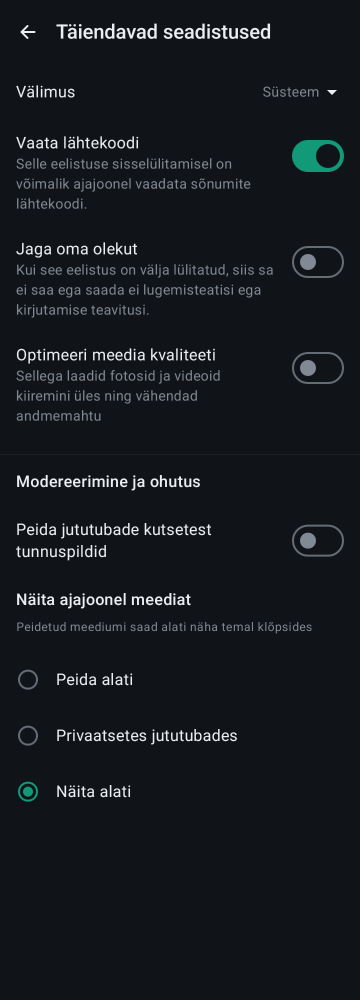 Täiendavad seadistused
Välimus
Süsteem
Vaata lähtekoodi
Selle eelistuse sisselülitamisel on
võimalik ajajoonel vaadata sõnumite
lähtekoodi.
Jaga oma olekut
Kui see eelistus on välja lülitatud, siis sa
ei saa ega saada ei lugemisteatisi ega
kirjutamise teavitusi.
Optimeeri meedia kvaliteeti
Sellega laadid fotosid ja videoid
kiiremini üles ning vähendad
andmemahtu
Modereerimine ja ohutus
Peida jututubade kutsetest
tunnuspildid
Näita ajajoonel meediat
Peidetud meediumi saad alati näha temal klõpsides
Peida alati
Privaatsetes jututubades
Näita alati